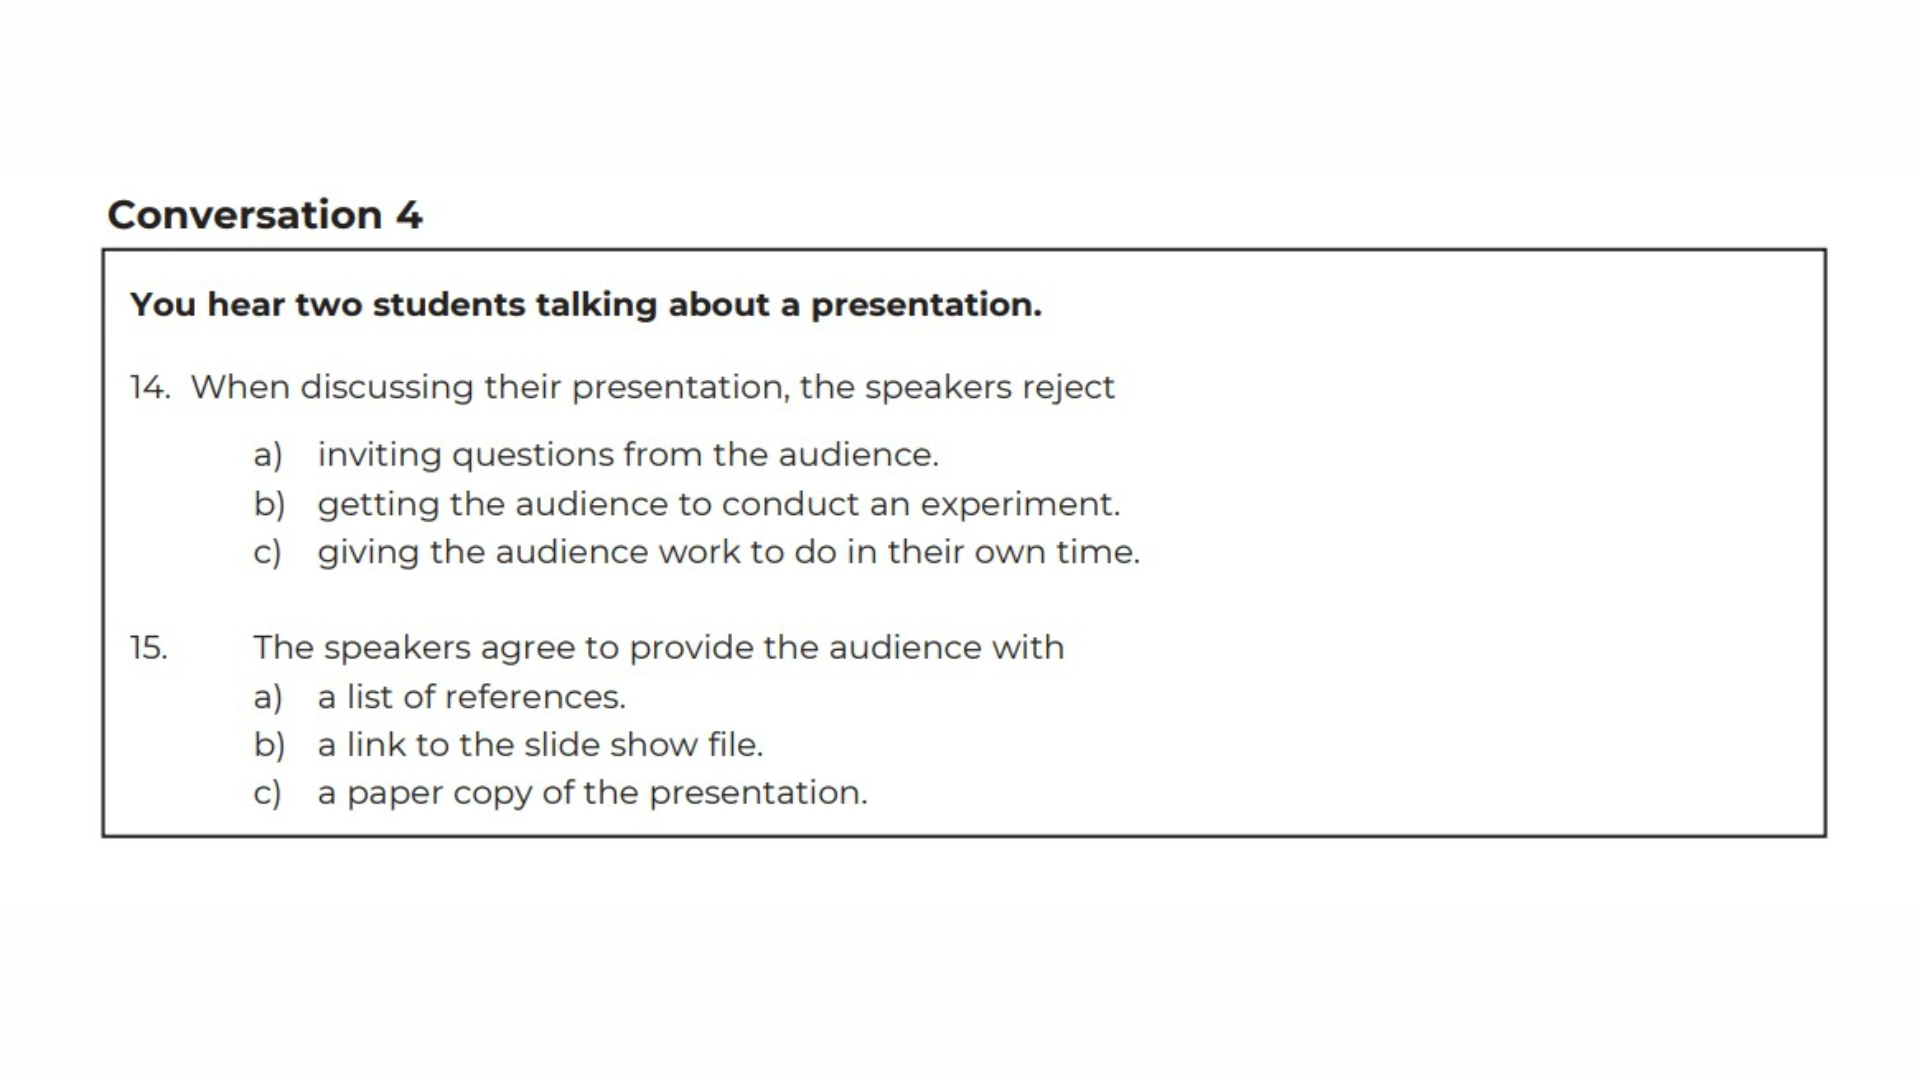 Conversation 4
You hear two students talking about a presentation.
14. When discussing their presentation, the speakers reject
a) inviting questions from the audience.
b) getting the audience to conduct an experiment.
c) giving the audience work to do in their own time.
15. The speakers agree to provide the audience with
a) a list of references.
b) a link to the slide show file.
c) a paper copy of the presentation.